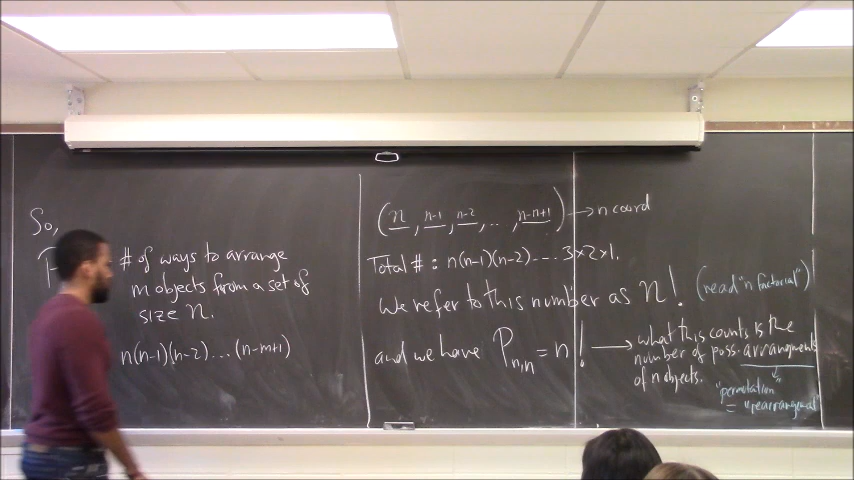 So,
P
# of ways to arrange
m objects from a set of
size n.
n(n-1)(n-2)...(n-m+1)
(n, n-1, n-2, ..., n-n+1) → n coord
Total #: n(n-1)(n-2)....3×2×1.
We refer to this number as n! (read "n factorial")
and we have P_{n,n} = n! → what this counts is the
number of poss. arrangments
of n objects.
"permutation"
= "rearrangement"